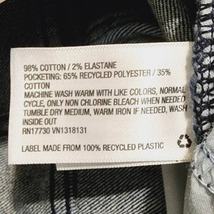 98% COTTON / 2% ELASTANE
POCKETING: 65% RECYCLED POLYESTER / 35%
COTTON
MACHINE WASH WARM WITH LIKE COLORS, NORMAL
CYCLE, ONLY NON CHLORINE BLEACH WHEN NEEDED
TUMBLE DRY MEDIUM, WARM IRON IF NEEDED, WASH
INSIDE OUT
RN17730 VN1318131
LABEL MADE FROM 100% RECYCLED PLASTIC